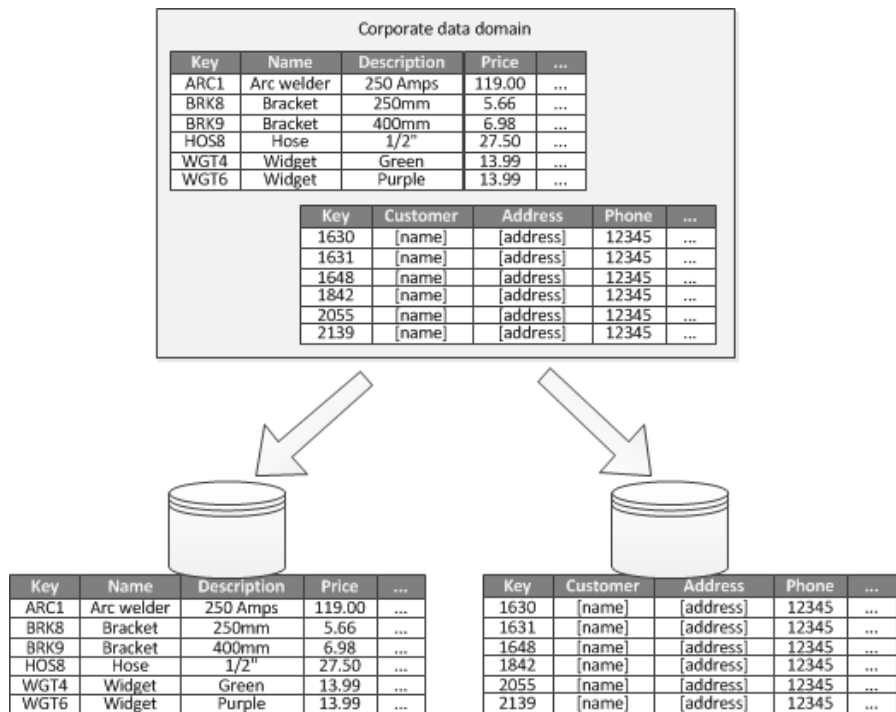 Corporate data domain
Key Name Description Price ...
ARC1 Arc welder 250 Amps 119.00 ...
BRK8 Bracket 250mm 5.66 ...
BRK9 Bracket 400mm 6.98 ...
HOS8 Hose 1/2" 27.50 ...
WGT4 Widget Green 13.99 ...
WGT6 Widget Purple 13.99 ...
Key Customer Address Phone ...
1630 [name] [address] 12345 ...
1631 [name] [address] 12345 ...
1648 [name] [address] 12345 ...
1842 [name] [address] 12345 ...
2055 [name] [address] 12345 ...
2139 [name] [address] 12345 ...
Key Name Description Price ...
ARC1 Arc welder 250 Amps 119.00 ...
BRK8 Bracket 250mm 5.66 ...
BRK9 Bracket 400mm 6.98 ...
HOS8 Hose 1/2" 27.50 ...
WGT4 Widget Green 13.99 ...
WGT6 Widget Purple 13.99 ...
Key Customer Address Phone ...
1630 [name] [address] 12345 ...
1631 [name] [address] 12345 ...
1648 [name] [address] 12345 ...
1842 [name] [address] 12345 ...
2055 [name] [address] 12345 ...
2139 [name] [address] 12345 ...